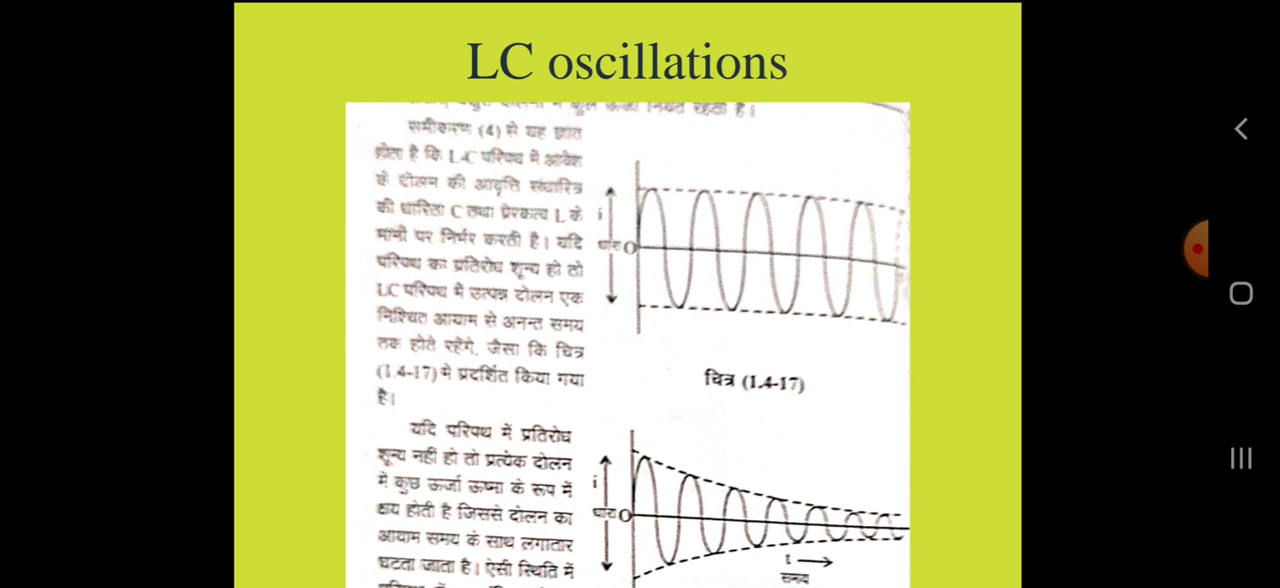 LC oscillations
कुल ऊर्जा नियत रहती है।
समीकरण (4) से यह ज्ञात
होता है कि L-C परिपथ में आवेश
के दोलन की आवृत्ति संधारित्र
की धारिता C तथा प्रेरकत्व L के
मानों पर निर्भर करती है। यदि
परिपथ का प्रतिरोध शून्य हो तो
LC परिपथ में उत्पन्न दोलन एक
निश्चित आयाम से अनन्त समय
तक होते रहेंगे, जैसा कि चित्र
(1.4-17) मे प्रदर्शित किया गया
है।
i
धारा O
चित्र (1.4-17)
यदि परिपथ में प्रतिरोध
शून्य नहीं हो तो प्रत्येक दोलन
में कुछ ऊर्जा ऊष्मा के रूप में
क्षय होती है जिससे दोलन का
आयाम समय के साथ लगातार
घटता जाता है। ऐसी स्थिति में
i
धारा O
t
समय